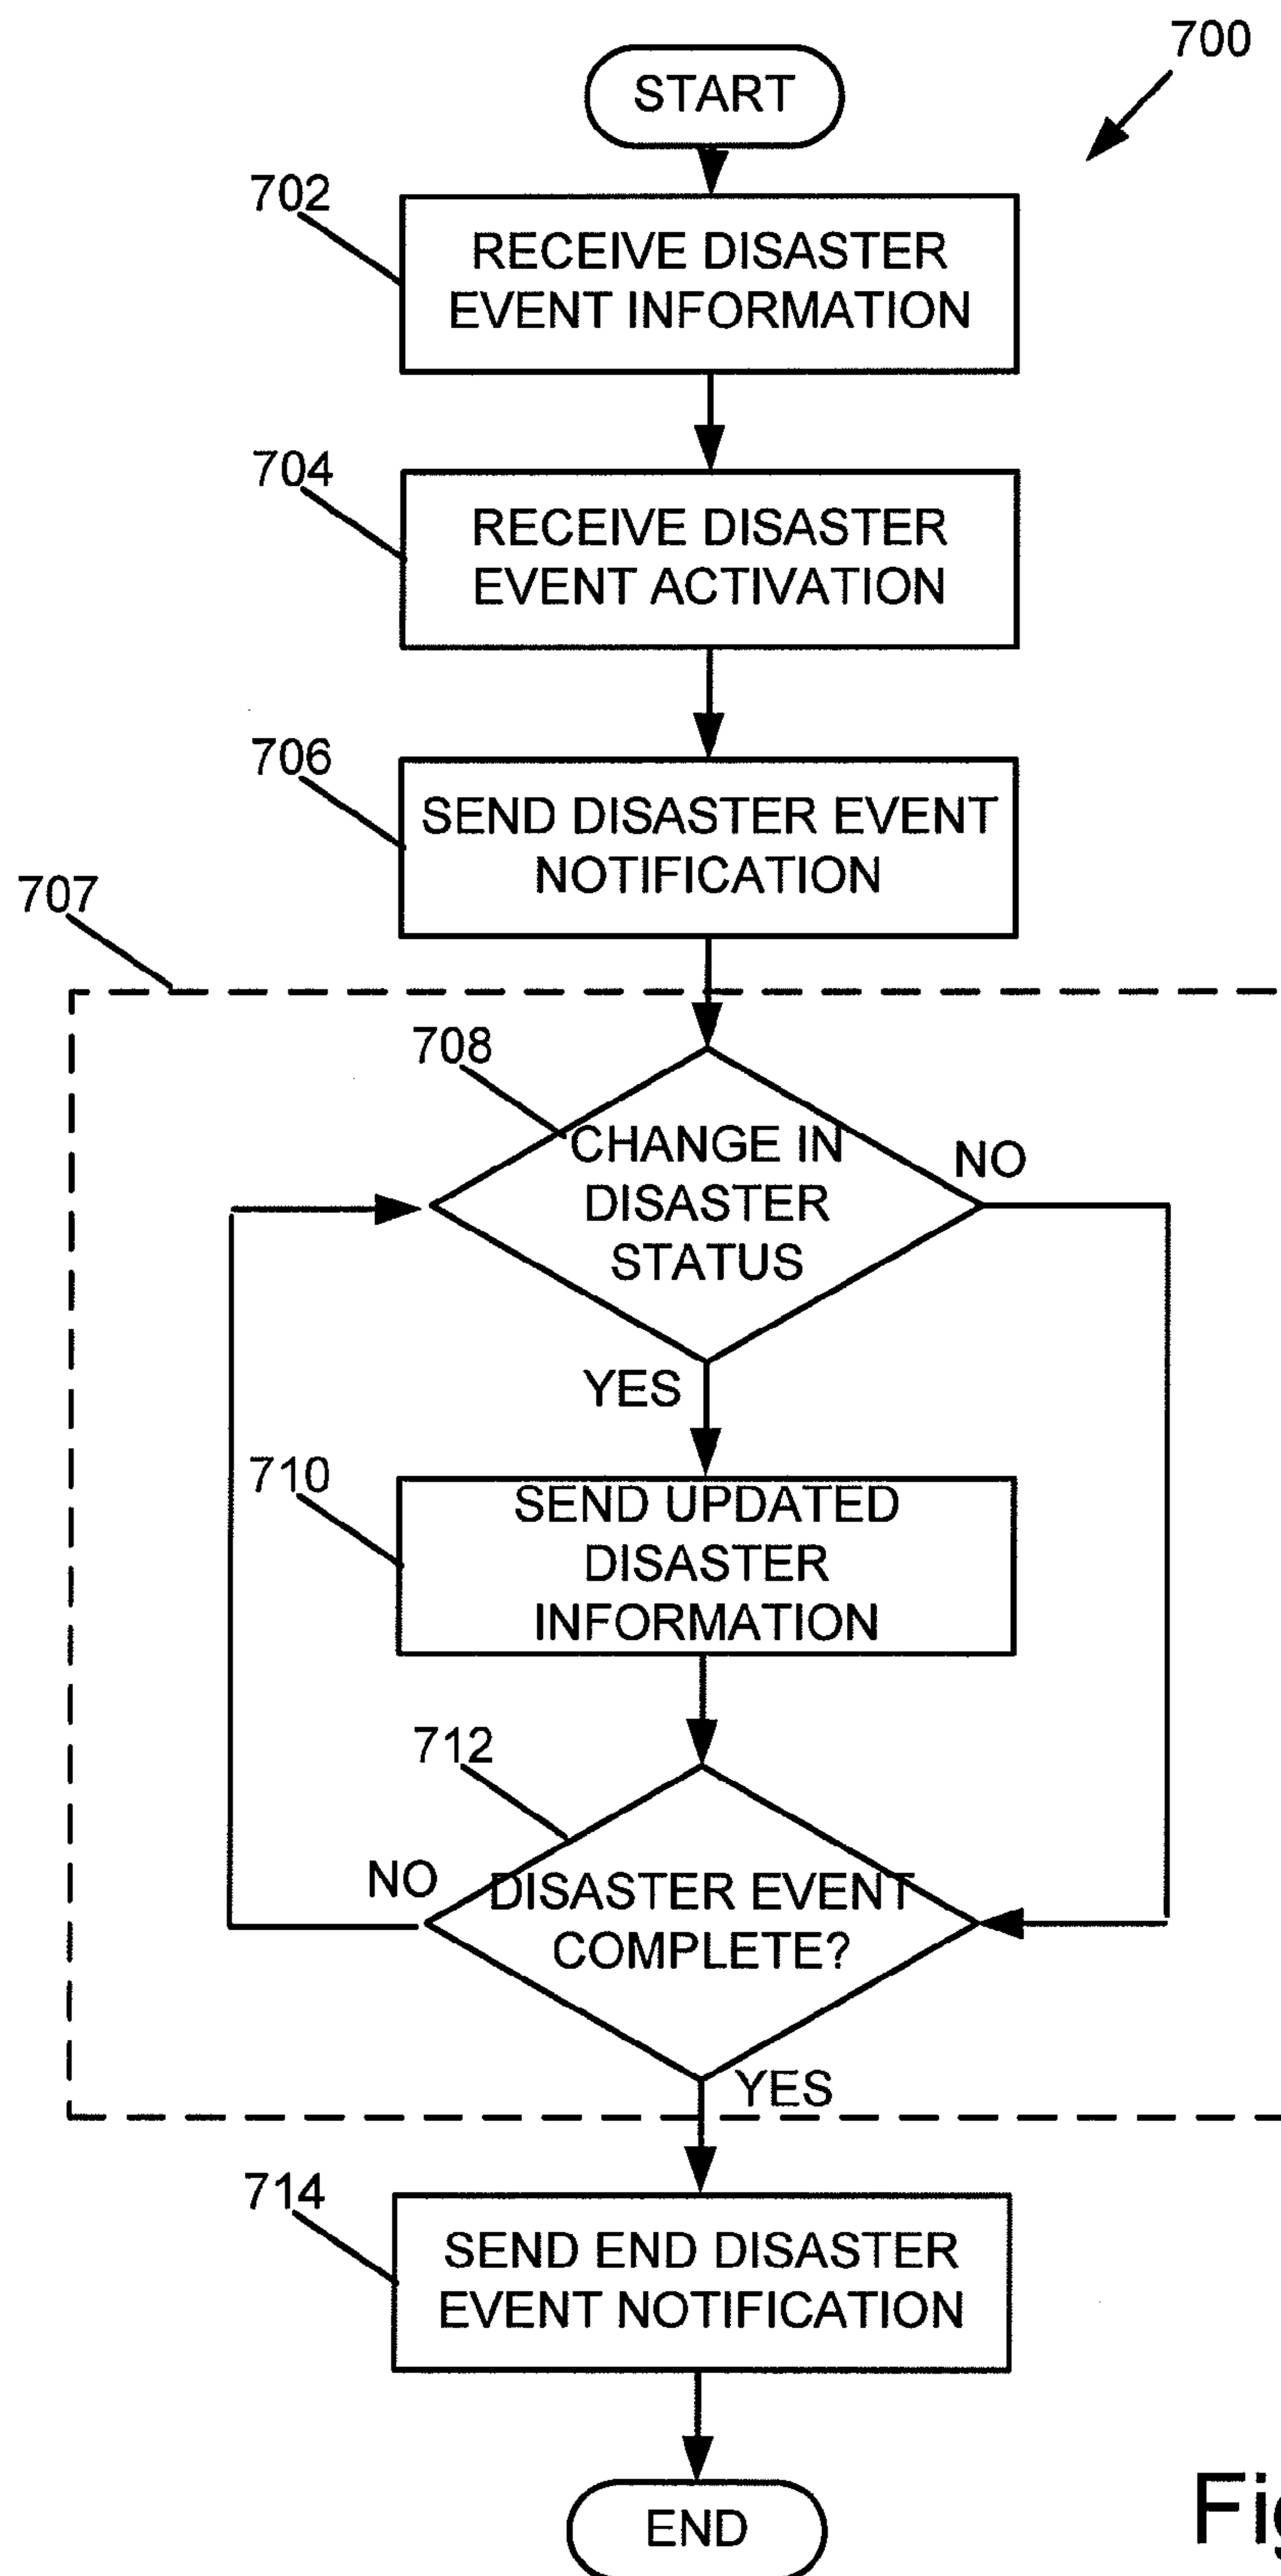 700
START
702
RECEIVE DISASTER
EVENT INFORMATION
704
RECEIVE DISASTER
EVENT ACTIVATION
706
SEND DISASTER EVENT
NOTIFICATION
707
708
CHANGE IN
DISASTER
STATUS
NO
YES
710
SEND UPDATED
DISASTER
INFORMATION
712
NO
DISASTER EVENT
COMPLETE?
YES
714
SEND END DISASTER
EVENT NOTIFICATION
END